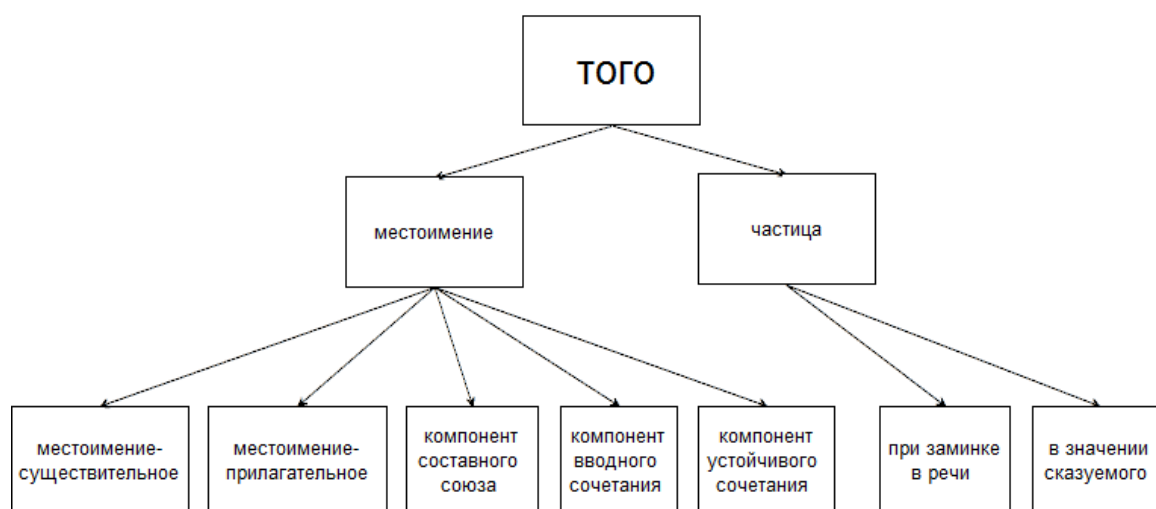 того
местоимение
частица
местоимение-
существительное
местоимение-
прилагательное
компонент
составного
союза
компонент
вводного
сочетания
компонент
устойчивого
сочетания
при заминке
в речи
в значении
сказуемого